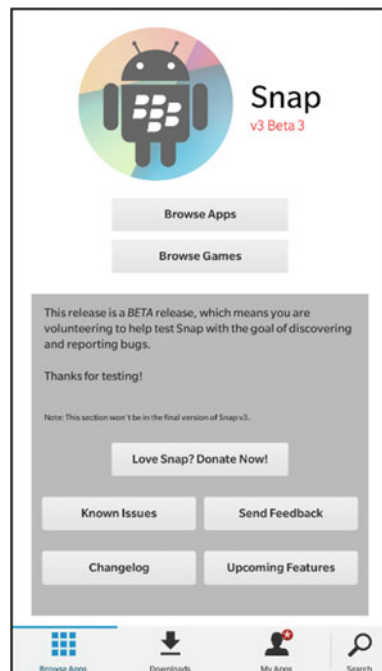 Snap
v3 Beta 3
Browse Apps
Browse Games
This release is a BETA release, which means you are
volunteering to help test Snap with the goal of discovering
and reporting bugs.
Thanks for testing!
Note: This section won't be in the final version of Snap v3.
Love Snap? Donate Now!
Known Issues
Send Feedback
Changelog
Upcoming Features
Browse Apps
Downloads
My Apps
Search